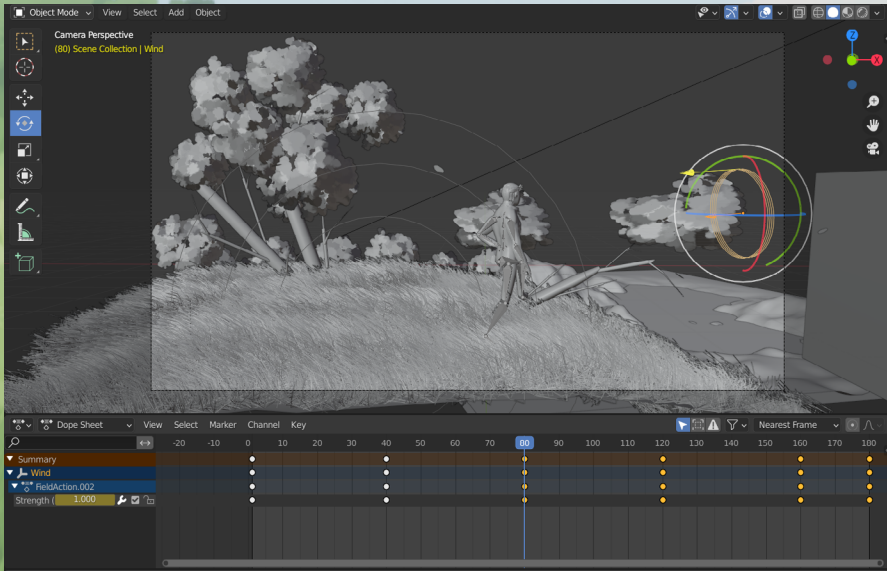 Object Mode View Select Add Object
Camera Perspective
(80) Scene Collection | Wind
Z
X
Dope Sheet View Select Marker Channel Key Nearest Frame
-20 -10 0 10 20 30 40 50 60 70 80 90 100 110 120 130 140 150 160 170 180
Summary
Wind
FieldAction.002
Strength ( 1.000